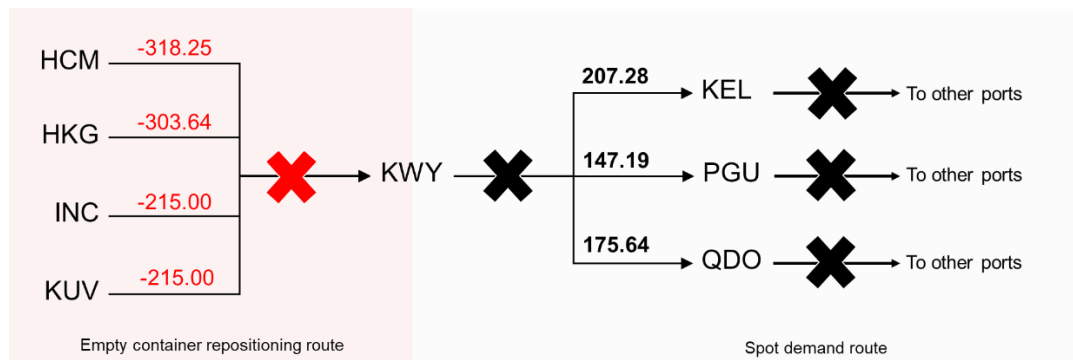 HCM
-318.25
HKG
-303.64
INC
-215.00
KUV
-215.00
KWY
207.28
KEL
To other ports
147.19
PGU
To other ports
175.64
QDO
To other ports
Empty container repositioning route
Spot demand route